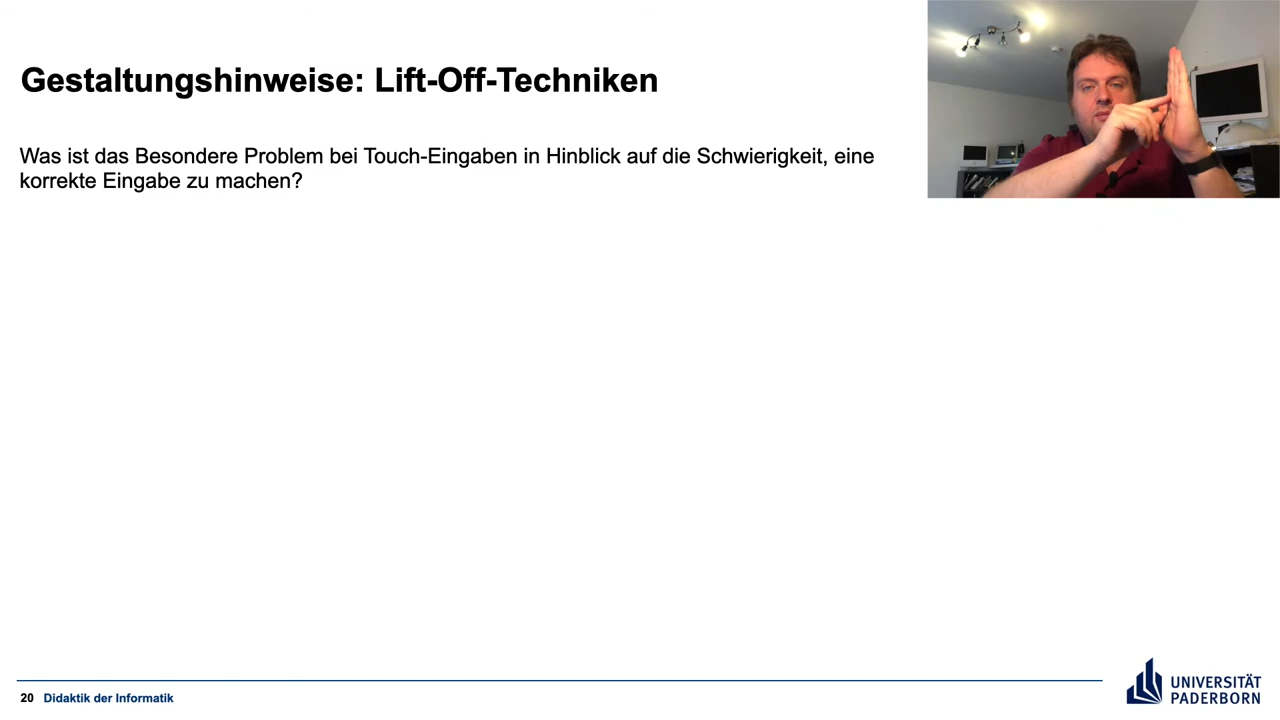 Gestaltungshinweise: Lift-Off-Techniken
Was ist das Besondere Problem bei Touch-Eingaben in Hinblick auf die Schwierigkeit, eine
korrekte Eingabe zu machen?
20 Didaktik der Informatik
UNIVERSITÄT
PADERBORN